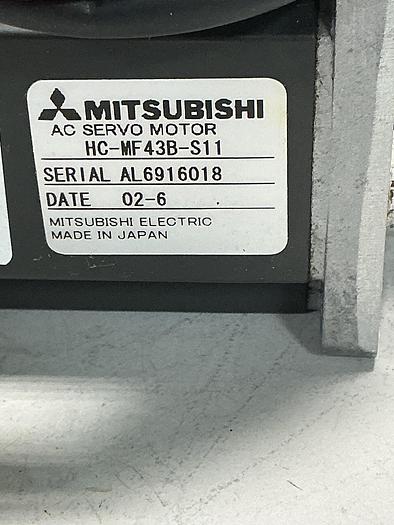 MITSUBISHI
AC SERVO MOTOR
HC-MF43B-S11
SERIAL AL6916018
DATE 02-6
MITSUBISHI ELECTRIC
MADE IN JAPAN